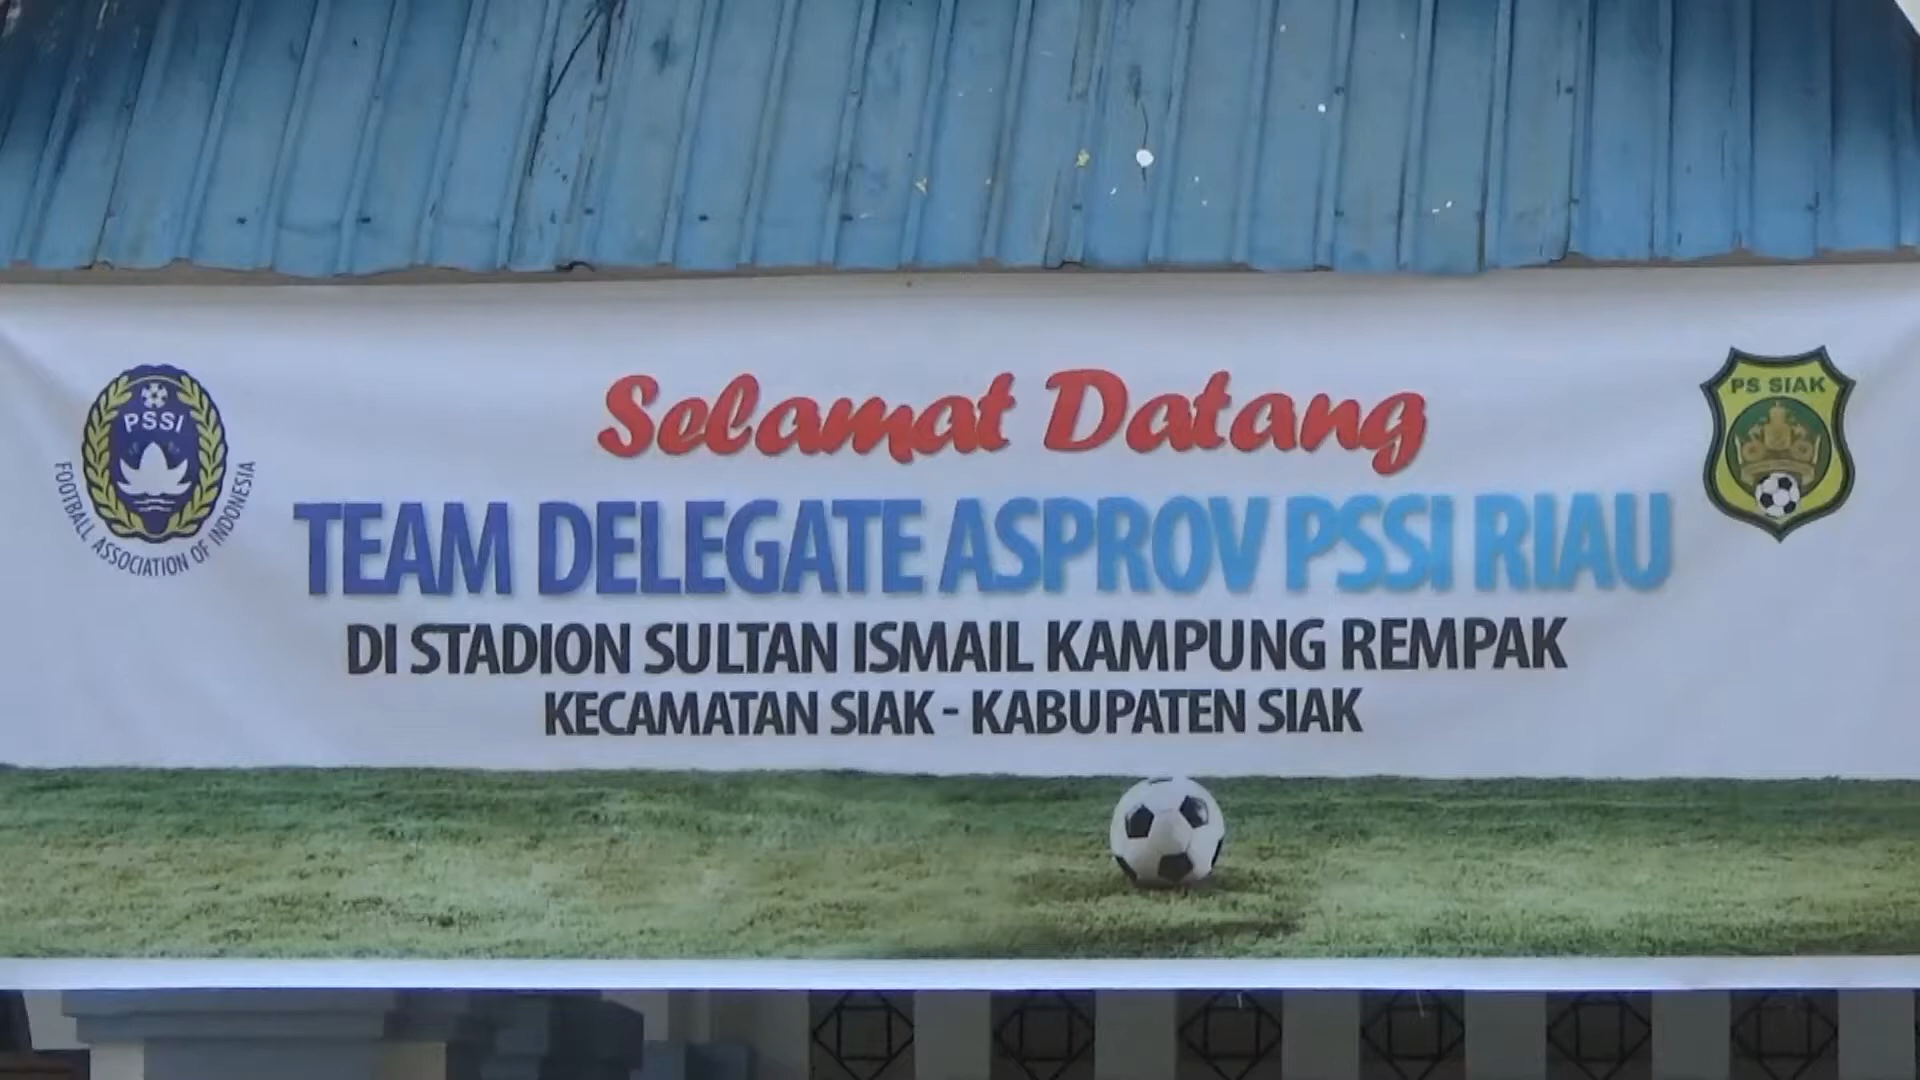 Selamat Datang
TEAM DELEGATE ASPROV PSSI RIAU
DI STADION SULTAN ISMAIL KAMPUNG REMPAK
KECAMATAN SIAK - KABUPATEN SIAK
PSSI
FOOTBALL ASSOCIATION OF INDONESIA
PS SIAK